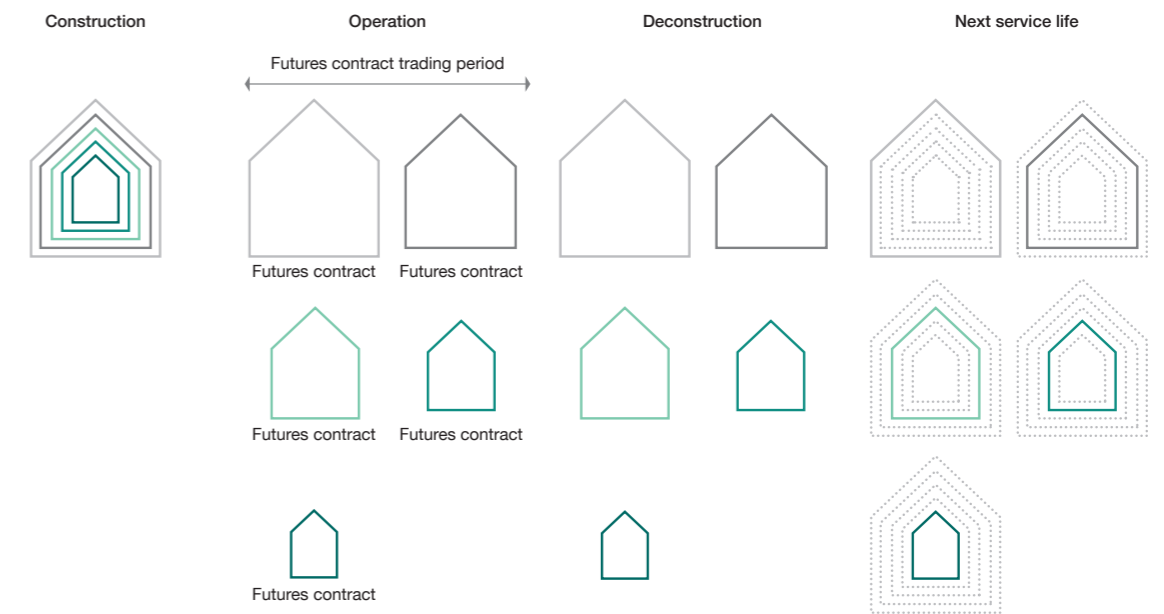 Construction
Operation
Deconstruction
Next service life
Futures contract trading period
Futures contract
Futures contract
Futures contract
Futures contract
Futures contract